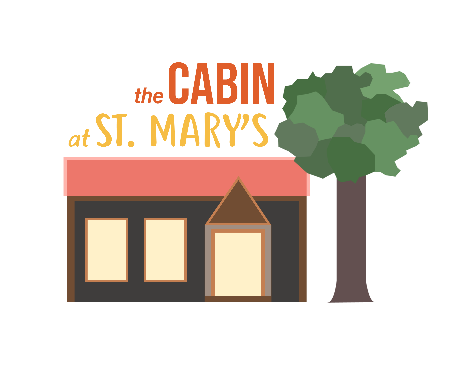 the CABIN
at ST. MARY'S